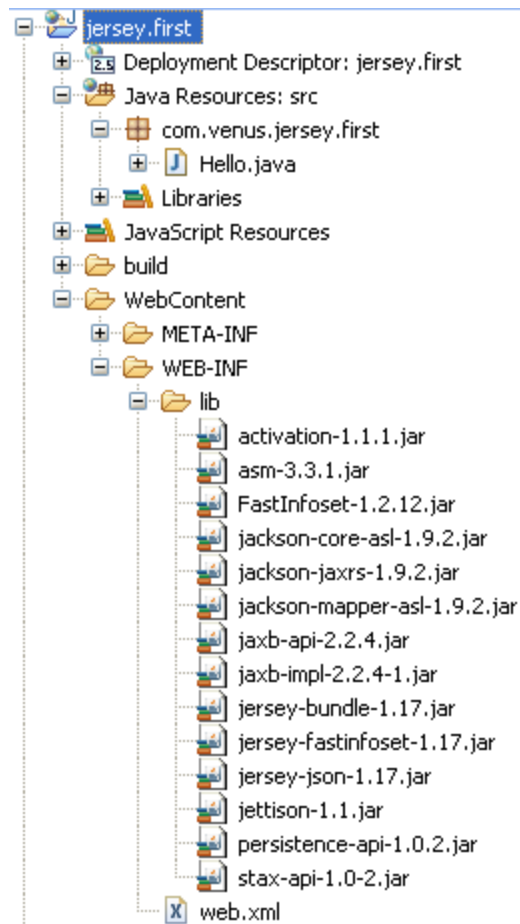 jersey.first
2.5 Deployment Descriptor: jersey.first
Java Resources: src
com.venus.jersey.first
J Hello.java
Libraries
JavaScript Resources
build
WebContent
META-INF
WEB-INF
lib
activation-1.1.1.jar
asm-3.3.1.jar
FastInfoset-1.2.12.jar
jackson-core-asl-1.9.2.jar
jackson-jaxrs-1.9.2.jar
jackson-mapper-asl-1.9.2.jar
jaxb-api-2.2.4.jar
jaxb-impl-2.2.4-1.jar
jersey-bundle-1.17.jar
jersey-fastinfoset-1.17.jar
jersey-json-1.17.jar
jettison-1.1.jar
persistence-api-1.0.2.jar
stax-api-1.0-2.jar
X web.xml